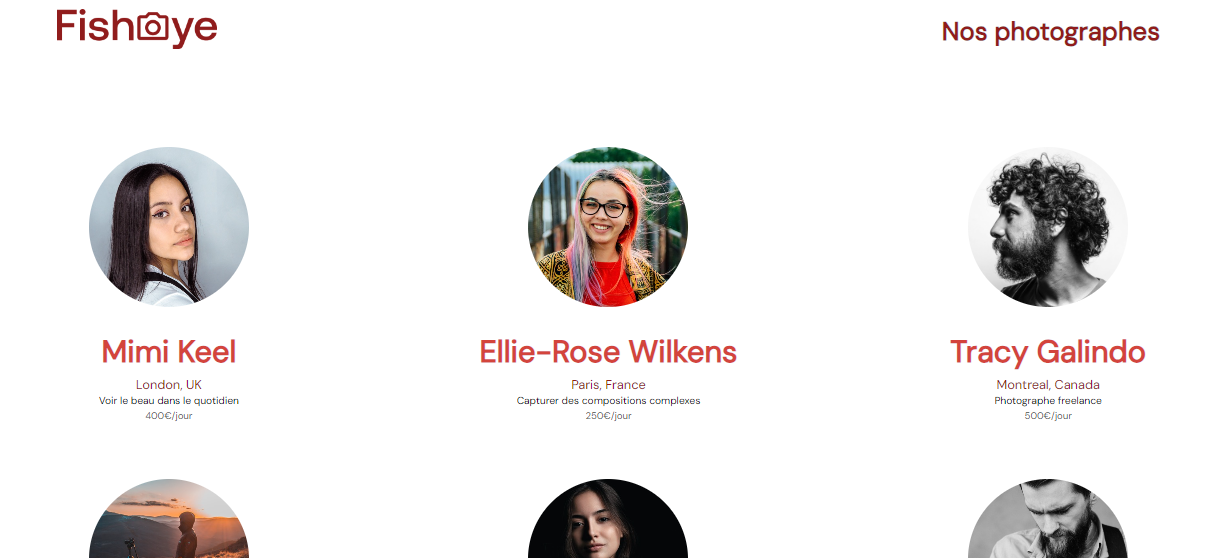 Fisheye
Nos photographes
Mimi Keel
London, UK
Voir le beau dans le quotidien
400€/jour
Ellie-Rose Wilkens
Paris, France
Capturer des compositions complexes
250€/jour
Tracy Galindo
Montreal, Canada
Photographe freelance
500€/jour